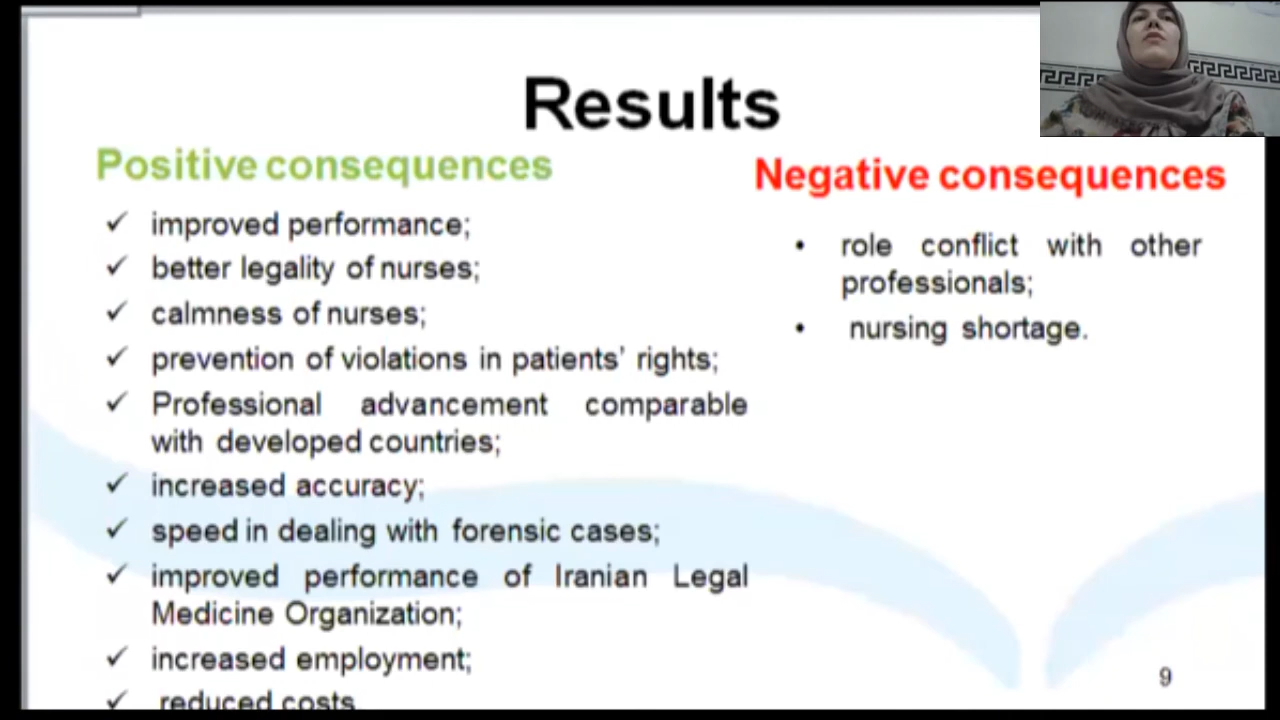 Results
Positive consequences
improved performance;
better legality of nurses;
calmness of nurses;
prevention of violations in patients' rights;
Professional advancement comparable
with developed countries;
increased accuracy;
speed in dealing with forensic cases;
improved performance of Iranian Legal
Medicine Organization;
increased employment;
reduced costs
Negative consequences
role conflict with other
professionals;
nursing shortage.
9